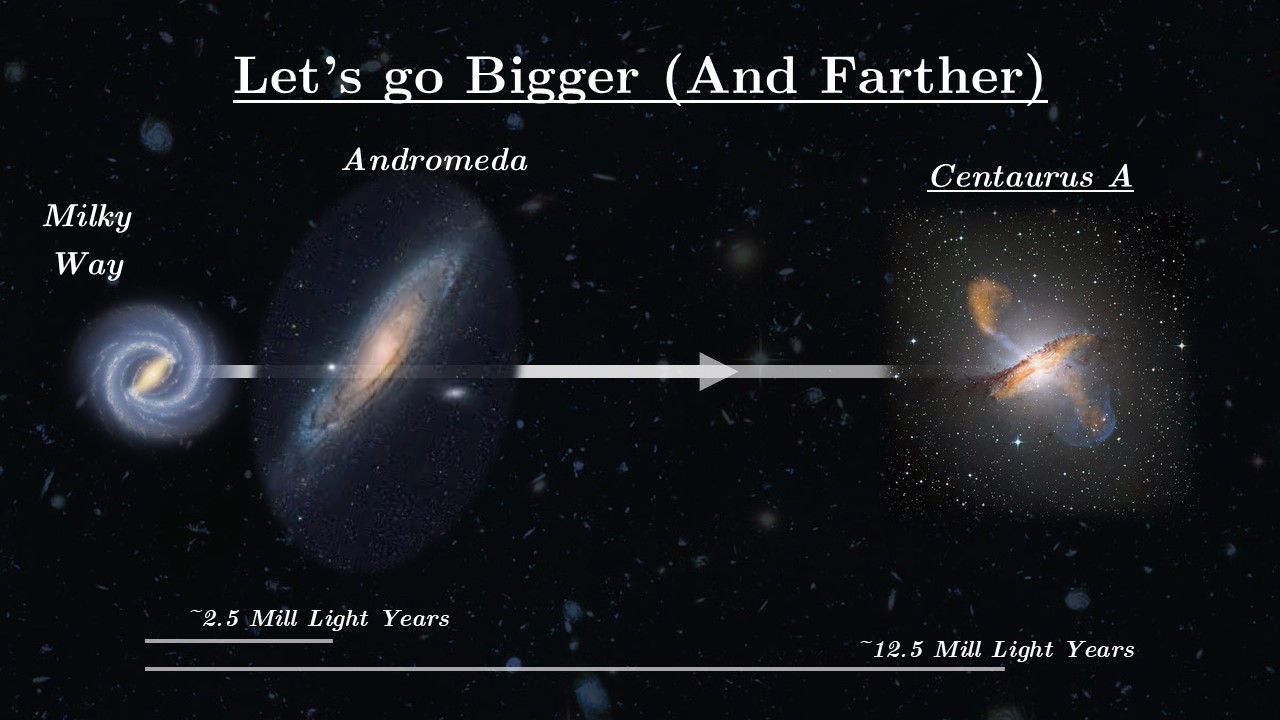 Let's go Bigger (And Farther)
Andromeda
Centaurus A
Milky
Way
~2.5 Mill Light Years
~12.5 Mill Light Years